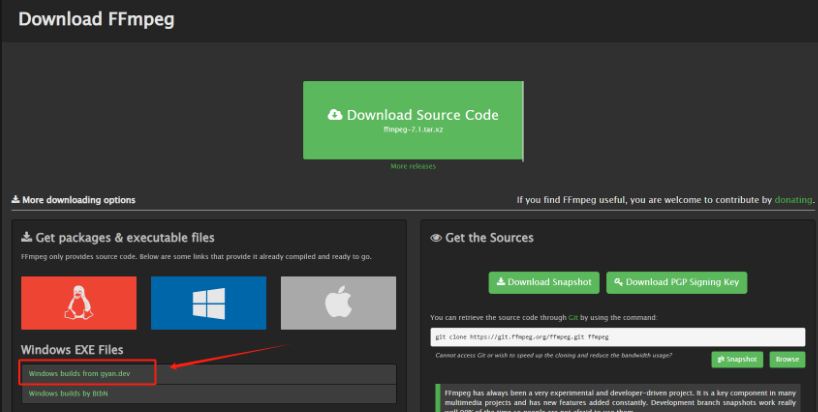 Download FFmpeg
Download Source Code
ffmpeg-7.1.tar.xz
More releases
More downloading options
If you find FFmpeg useful, you are welcome to contribute by donating.
Get packages & executable files
FFmpeg only provides source code. Below are some links that provide it already compiled and ready to go.
Windows EXE Files
Windows builds from gyan.dev
Windows builds by BtbN
Get the Sources
Download Snapshot
Download PGP Signing Key
You can retrieve the source code through Git by using the command:
git clone https://git.ffmpeg.org/ffmpeg.git ffmpeg
Cannot access Git or wish to speed up the cloning and reduce the bandwidth usage?
Snapshot
Browse
FFmpeg has always been a very experimental and developer-driven project. It is a key component in many
multimedia projects and has new features added constantly. Development branch snapshots work really